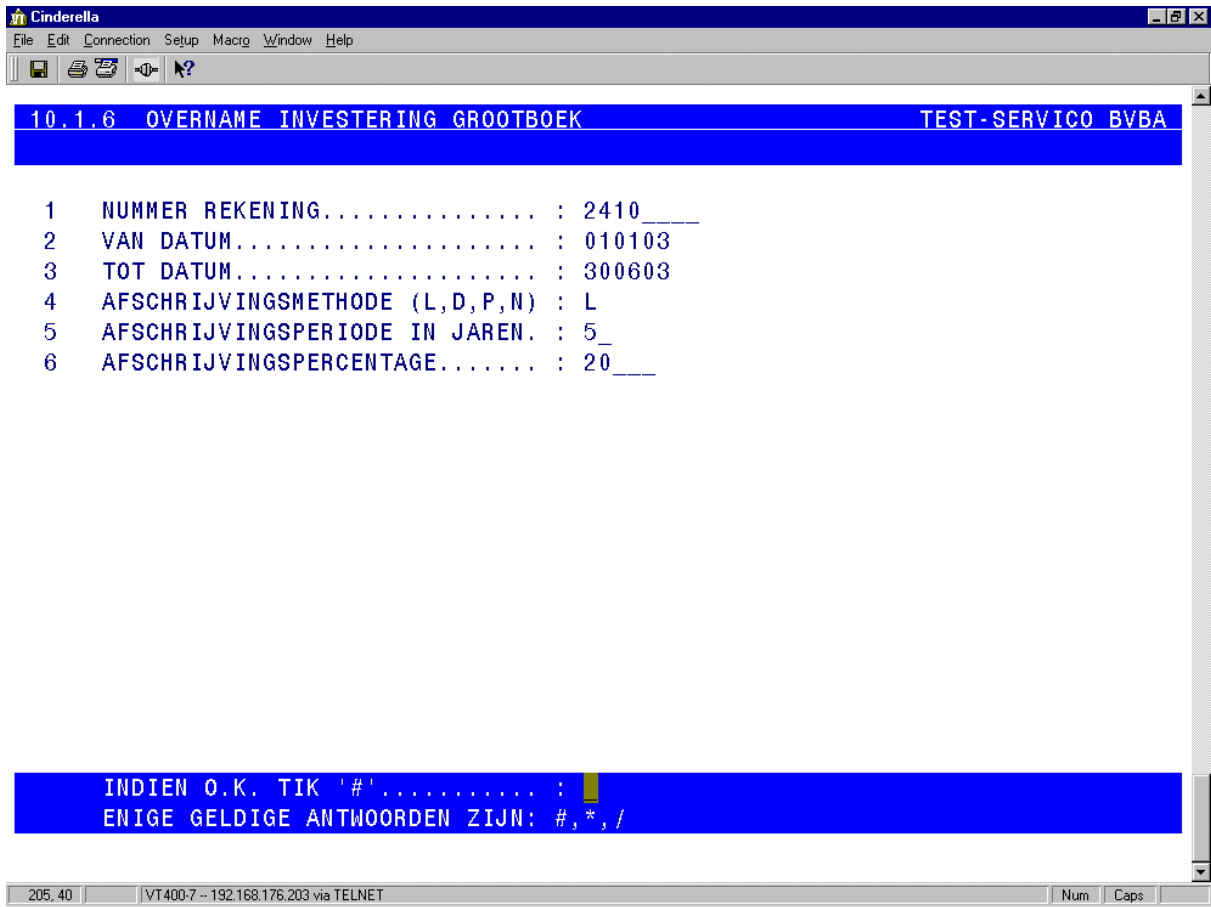 Cinderella
File Edit Connection Setup Macro Window Help
10.1.6 OVERNAME INVESTERING GROOTBOEK TEST-SERVICO BVBA
1 NUMMER REKENING............... : 2410____
2 VAN DATUM..................... : 010103
3 TOT DATUM..................... : 300603
4 AFSCHRIJVINGSMETHODE (L,D,P,N) : L
5 AFSCHRIJVINGSPERIODE IN JAREN. : 5_
6 AFSCHRIJVINGSPERCENTAGE....... : 20___
INDIEN O.K. TIK '#'........... : _
ENIGE GELDIGE ANTWOORDEN ZIJN: #,*,/
205, 40 VT400-7 -- 192.168.176.203 via TELNET Num Caps